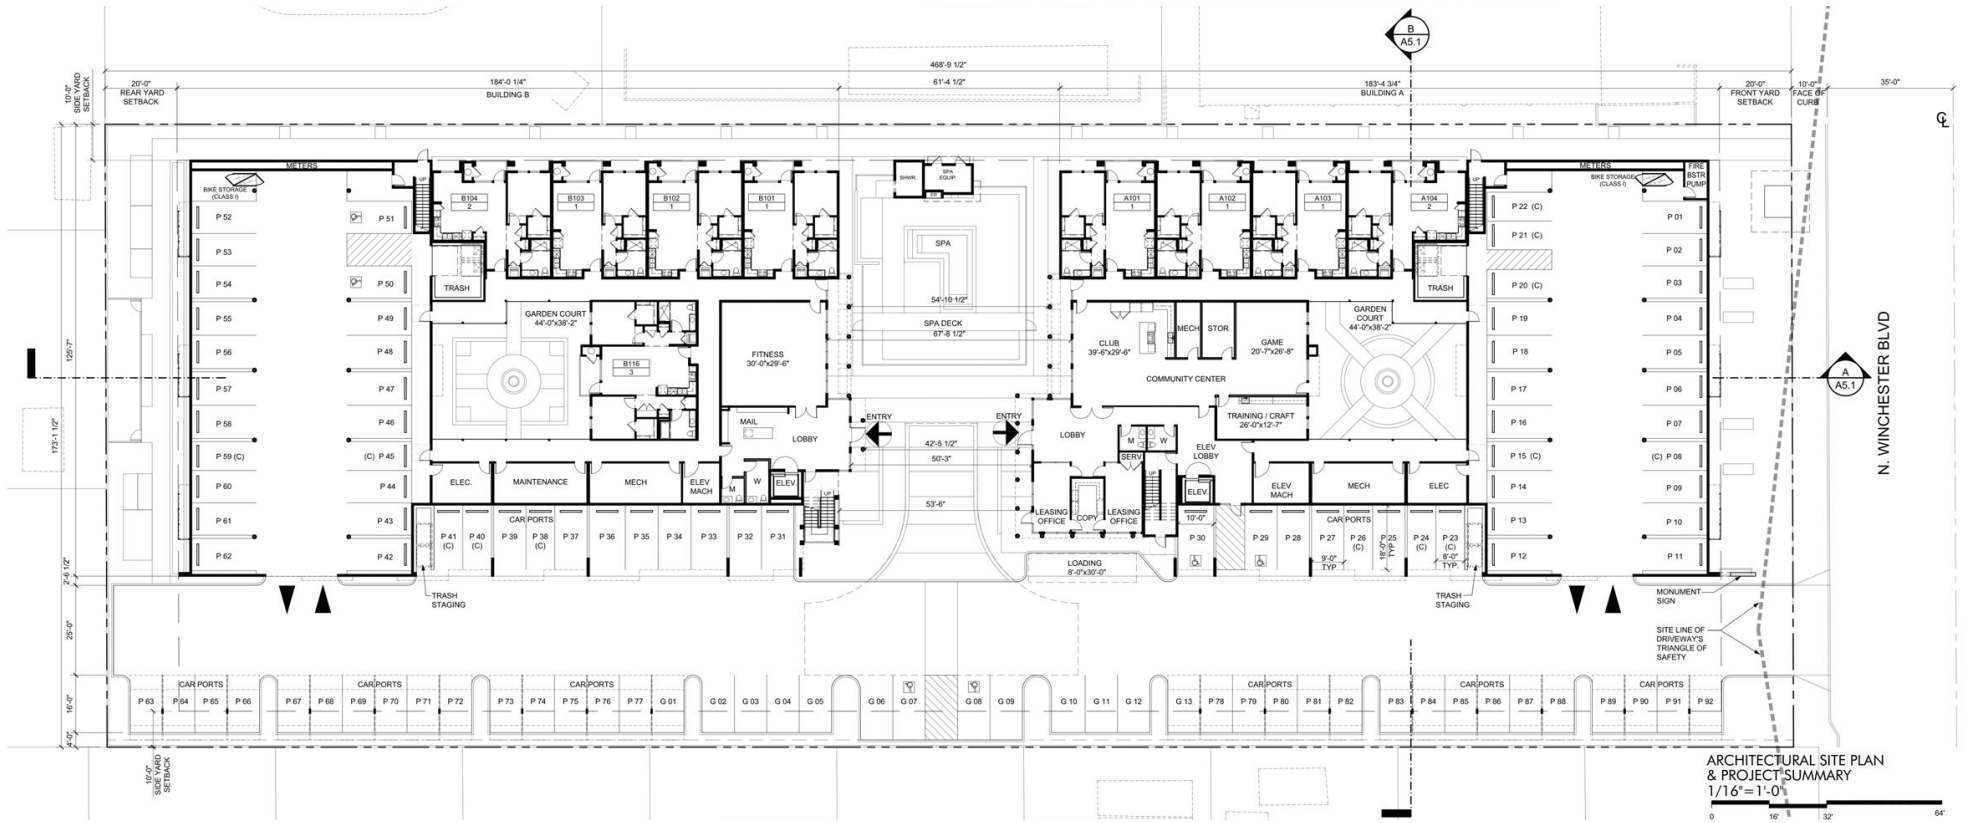 B
A5.1
468'-9 1/2"
10'-0"
SIDE YARD
SETBACK
20'-0"
REAR YARD
SETBACK
184'-0 1/4"
BUILDING B
61'-4 1/2"
183'-4 3/4"
BUILDING A
20'-0"
FRONT YARD
SETBACK
10'-0"
FACE OF
CURB
35'-0"
METERS
BIKE STORAGE
(CLASS I)
UP
B104
2
B103
1
B102
1
B101
1
SHWR.
SPA
EQUIP.
A101
1
A102
1
A103
1
A104
2
UP
METERS
BIKE STORAGE
(CLASS I)
FIRE
BSTR
PUMP
P 52
P 53
P 54
P 55
P 56
P 57
P 58
P 59 (C)
P 60
P 61
P 62
P 51
P 50
P 49
P 48
P 47
P 46
(C) P 45
P 44
P 43
P 42
TRASH
GARDEN COURT
44'-0"x38'-2"
B116
3
FITNESS
30'-0"x29'-6"
MAIL
LOBBY
ENTRY
SPA
54'-10 1/2"
SPA DECK
67'-8 1/2"
ENTRY
42'-5 1/2"
50'-3"
53'-6"
CLUB
39'-6"x29'-6"
MECH
STOR
GAME
20'-7"x26'-8"
COMMUNITY CENTER
TRAINING / CRAFT
26'-0"x12'-7"
GARDEN
COURT
44'-0"x38'-2"
TRASH
LOBBY
M
W
SERV
UP
ELEV
LOBBY
P 22 (C)
P 21 (C)
P 20 (C)
P 19
P 18
P 17
P 16
P 15 (C)
P 14
P 13
P 12
P 01
P 02
P 03
P 04
P 05
P 06
P 07
(C) P 08
P 09
P 10
P 11
A
A5.1
N. WINCHESTER BLVD
125'-7"
173'-1 1/2"
2'-6 1/2"
25'-0"
16'-0"
4'-0"
ELEC.
MAINTENANCE
MECH
ELEV
MACH
M
W
ELEV.
UP
LEASING
OFFICE
COPY
LEASING
OFFICE
ELEV.
ELEV
MACH
MECH
ELEC
CAR PORTS
P 41
(C)
P 40
(C)
P 39
P 38
(C)
P 37
P 36
P 35
P 34
P 33
P 32
P 31
10'-0"
P 30
P 29
P 28
CAR PORTS
P 27
P 26
(C)
P 25
P 24
(C)
P 23
(C)
9'-0"
TYP.
18'-0"
TYP
8'-0"
TYP.
LOADING
8'-0"x30'-0"
TRASH
STAGING
TRASH
STAGING
MONUMENT
SIGN
SITE LINE OF
DRIVEWAY'S
TRIANGLE OF
SAFETY
CAR PORTS
CAR PORTS
CAR PORTS
CAR PORTS
CAR PORTS
CAR PORTS
P 63
P 64
P 65
P 66
P 67
P 68
P 69
P 70
P 71
P 72
P 73
P 74
P 75
P 76
P 77
G 01
G 02
G 03
G 04
G 05
G 06
G 07
G 08
G 09
G 10
G 11
G 12
G 13
P 78
P 79
P 80
P 81
P 82
P 83
P 84
P 85
P 86
P 87
P 88
P 89
P 90
P 91
P 92
10'-0"
SIDE YARD
SETBACK
ARCHITECTURAL SITE PLAN
& PROJECT SUMMARY
1/16"=1'-0"
0
16'
32'
64'